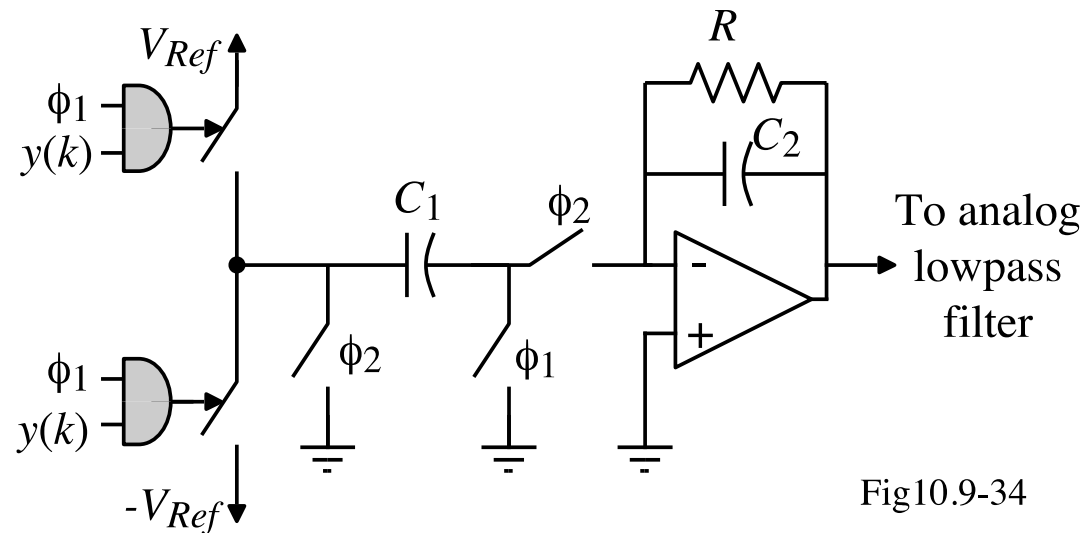 V_Ref
R
ϕ1
y(k)
C2
C1
ϕ2
To analog
lowpass
filter
-
+
ϕ2
ϕ1
ϕ1
y(k)
-V_Ref
Fig10.9-34